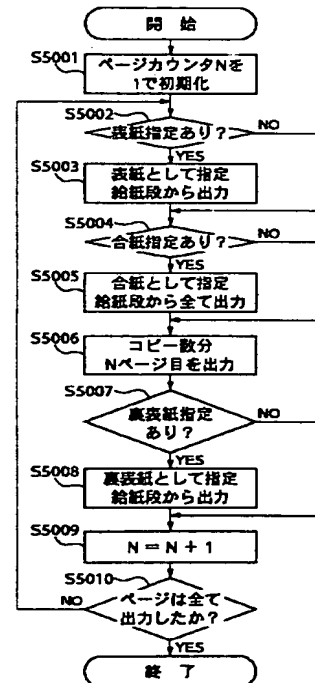 開 始
S5001
ページカウンタNを
1で初期化
S5002
表紙指定あり?
NO
YES
S5003
表紙として指定
給紙段から出力
S5004
合紙指定あり?
NO
YES
S5005
合紙として指定
給紙段から全て出力
S5006
コピー数分
Nページ目を出力
S5007
裏表紙指定
あり?
NO
YES
S5008
裏表紙として指定
給紙段から出力
S5009
N = N + 1
S5010
NO
ページは全て
出力したか?
YES
終 了